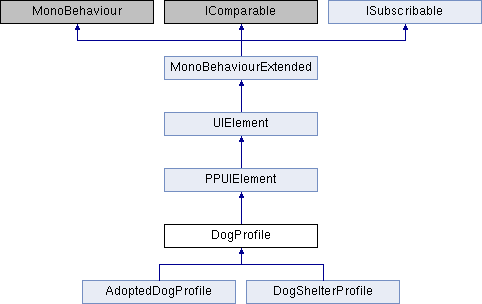 MonoBehaviour IComparable ISubscribable
MonoBehaviourExtended
UIElement
PPUIElement
DogProfile
AdoptedDogProfile DogShelterProfile